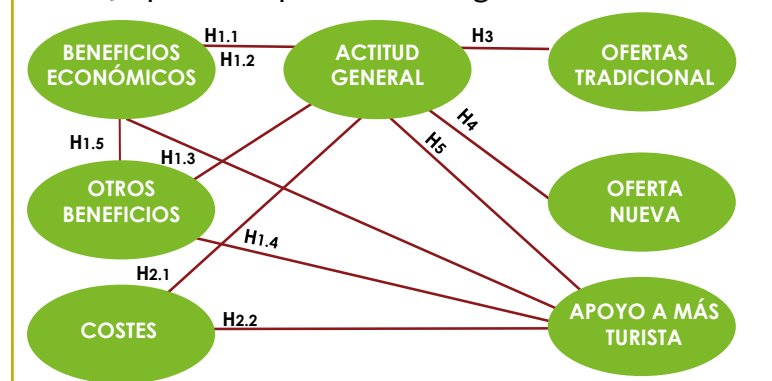 H1.1
H1.2
H3
BENEFICIOS
ECONÓMICOS
ACTITUD
GENERAL
OFERTAS
TRADICIONAL
H4
H5
H1.5
H1.3
OTROS
BENEFICIOS
OFERTA
NUEVA
H1.4
H2.1
COSTES
H2.2
APOYO A MÁS
TURISTA